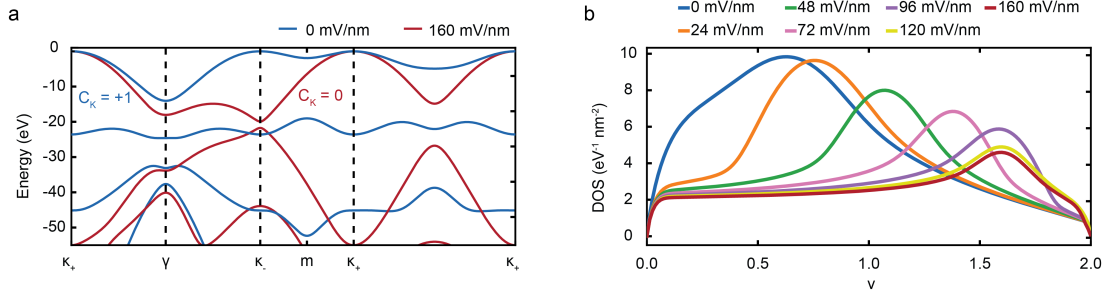 a
0 mV/nm 160 mV/nm
Energy (eV)
0
-10
-20
-30
-40
-50
C_K = +1
C_K = 0
κ₊ γ κ₋ m κ₊ κ₊
b
0 mV/nm 48 mV/nm 96 mV/nm 160 mV/nm
24 mV/nm 72 mV/nm 120 mV/nm
DOS (eV⁻¹ nm⁻²)
10
8
6
4
2
0
0.0 0.5 1.0 1.5 2.0
ν